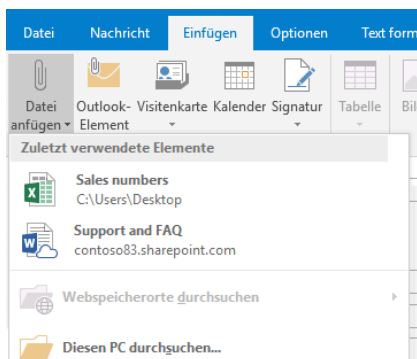 Datei Nachricht Einfügen Optionen Text form
Datei Outlook- Visitenkarte Kalender Signatur Tabelle Bil
anfügen Element
Zuletzt verwendete Elemente
Sales numbers
C:\Users\Desktop
Support and FAQ
contoso83.sharepoint.com
Webspeicherorte durchsuchen
Diesen PC durchsuchen...